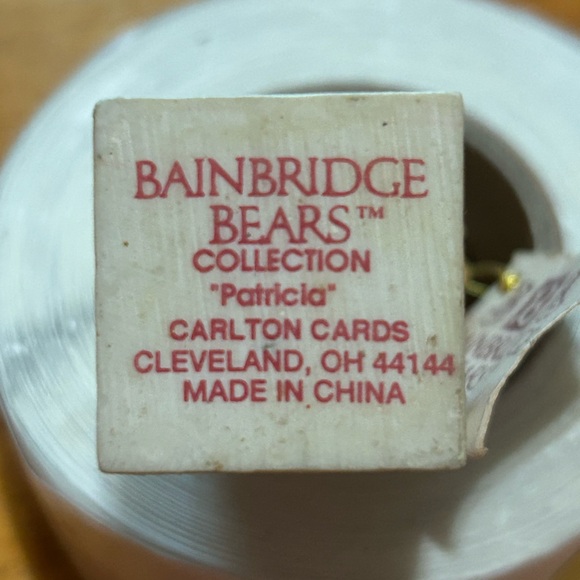 BAINBRIDGE
BEARS™
COLLECTION
"Patricia"
CARLTON CARDS
CLEVELAND, OH 44144
MADE IN CHINA